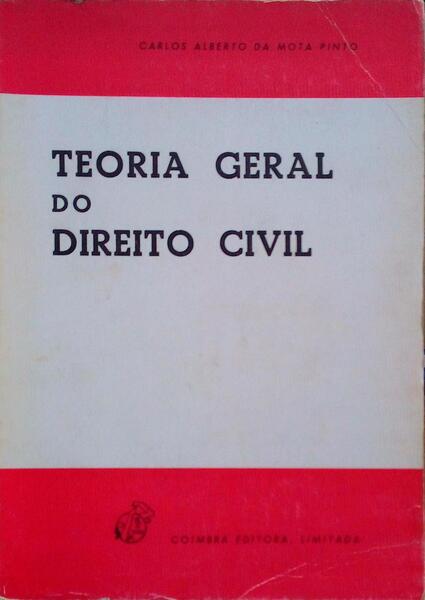 CARLOS ALBERTO DA MOTA PINTO
TEORIA GERAL
DO
DIREITO CIVIL
COIMBRA EDITORA, LIMITADA